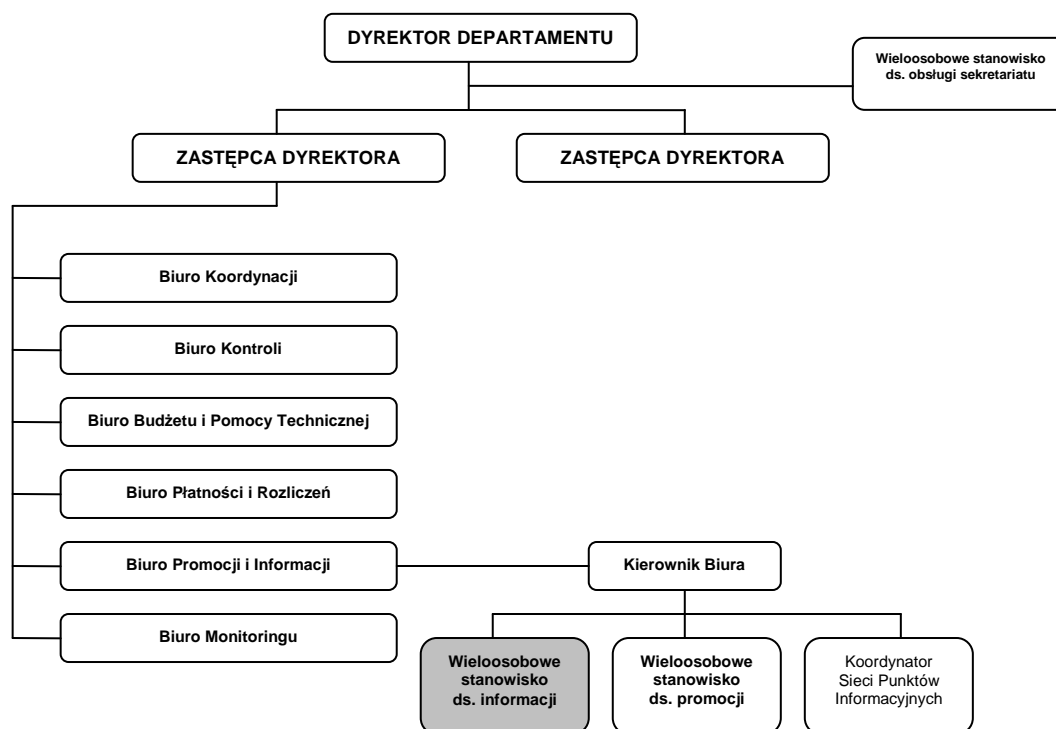 DYREKTOR DEPARTAMENTU
Wieloosobowe stanowisko
ds. obsługi sekretariatu
ZASTĘPCA DYREKTORA
ZASTĘPCA DYREKTORA
Biuro Koordynacji
Biuro Kontroli
Biuro Budżetu i Pomocy Technicznej
Biuro Płatności i Rozliczeń
Biuro Promocji i Informacji
Kierownik Biura
Biuro Monitoringu
Wieloosobowe
stanowisko
ds. informacji
Wieloosobowe
stanowisko
ds. promocji
Koordynator
Sieci Punktów
Informacyjnych